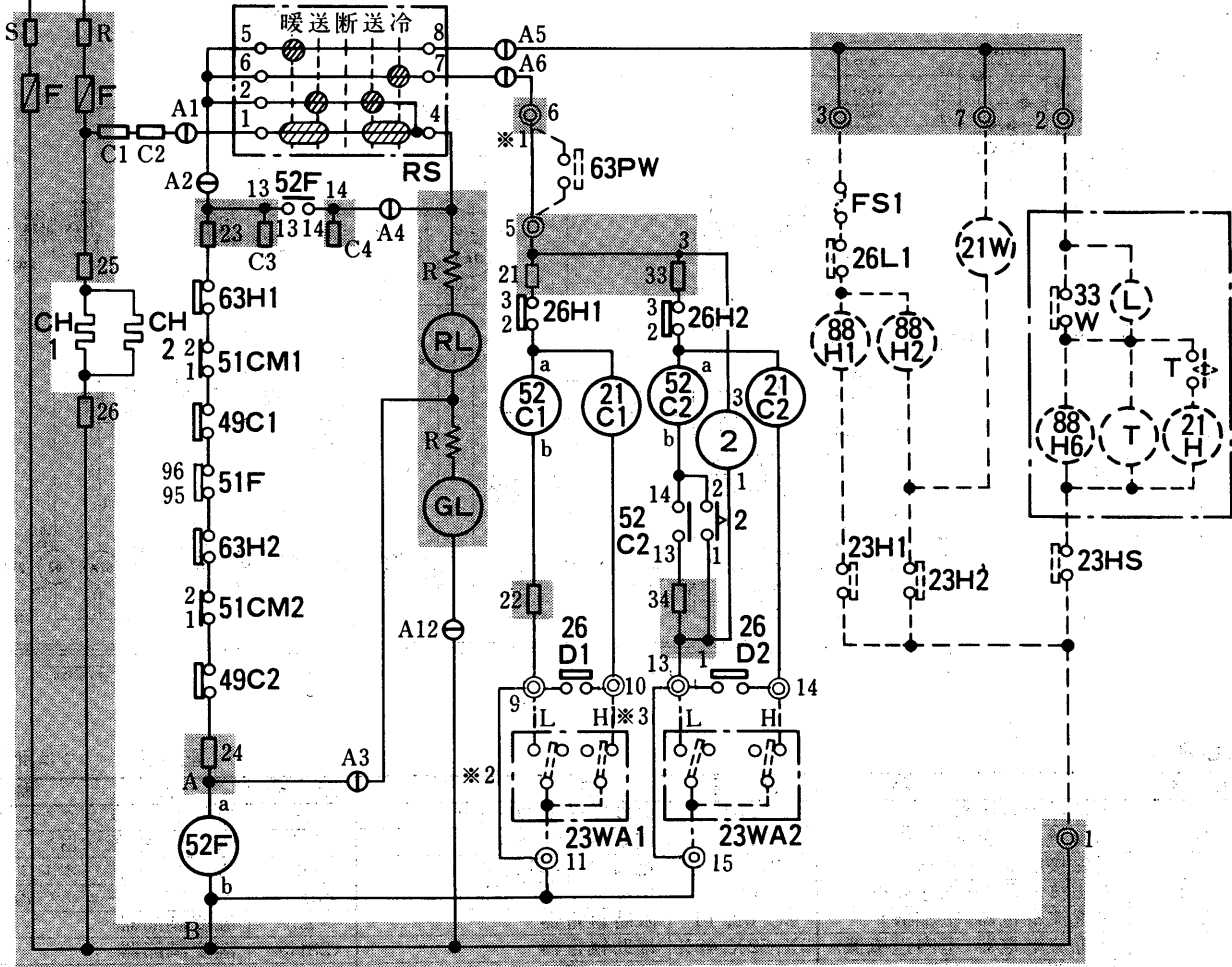 S R
F F
暖送断送冷
5 8 A5
6 7 A6
2
A1 1 4
C1 C2
RS
6
※1
63PW
3 7 2
A2 13 52F 14
13 14 A4
23 C3 C4
5
FS1
26L1
21W
25 R 21 3 33
63H1
3 2 26H1
3 2 26H2
CH 1 CH 2
RL
33 W L
88 H1 88 H2
2 1 51CM1
a a
T
52 C1 21 C1 52 C2 21 C2
26 49C1
3
R
b b
2
88 H6 T 21 H
96 95 51F
GL
1
14 2
52 C2 2
13 1
63H2
23H1 23H2 23HS
2 1 51CM2
22 34
A12
26 D1 26 D2
49C2
13 1
9 10 14
L H ※3 L H
24
A A3
※2
a
23WA1 23WA2
52F
11 15
1
b
B